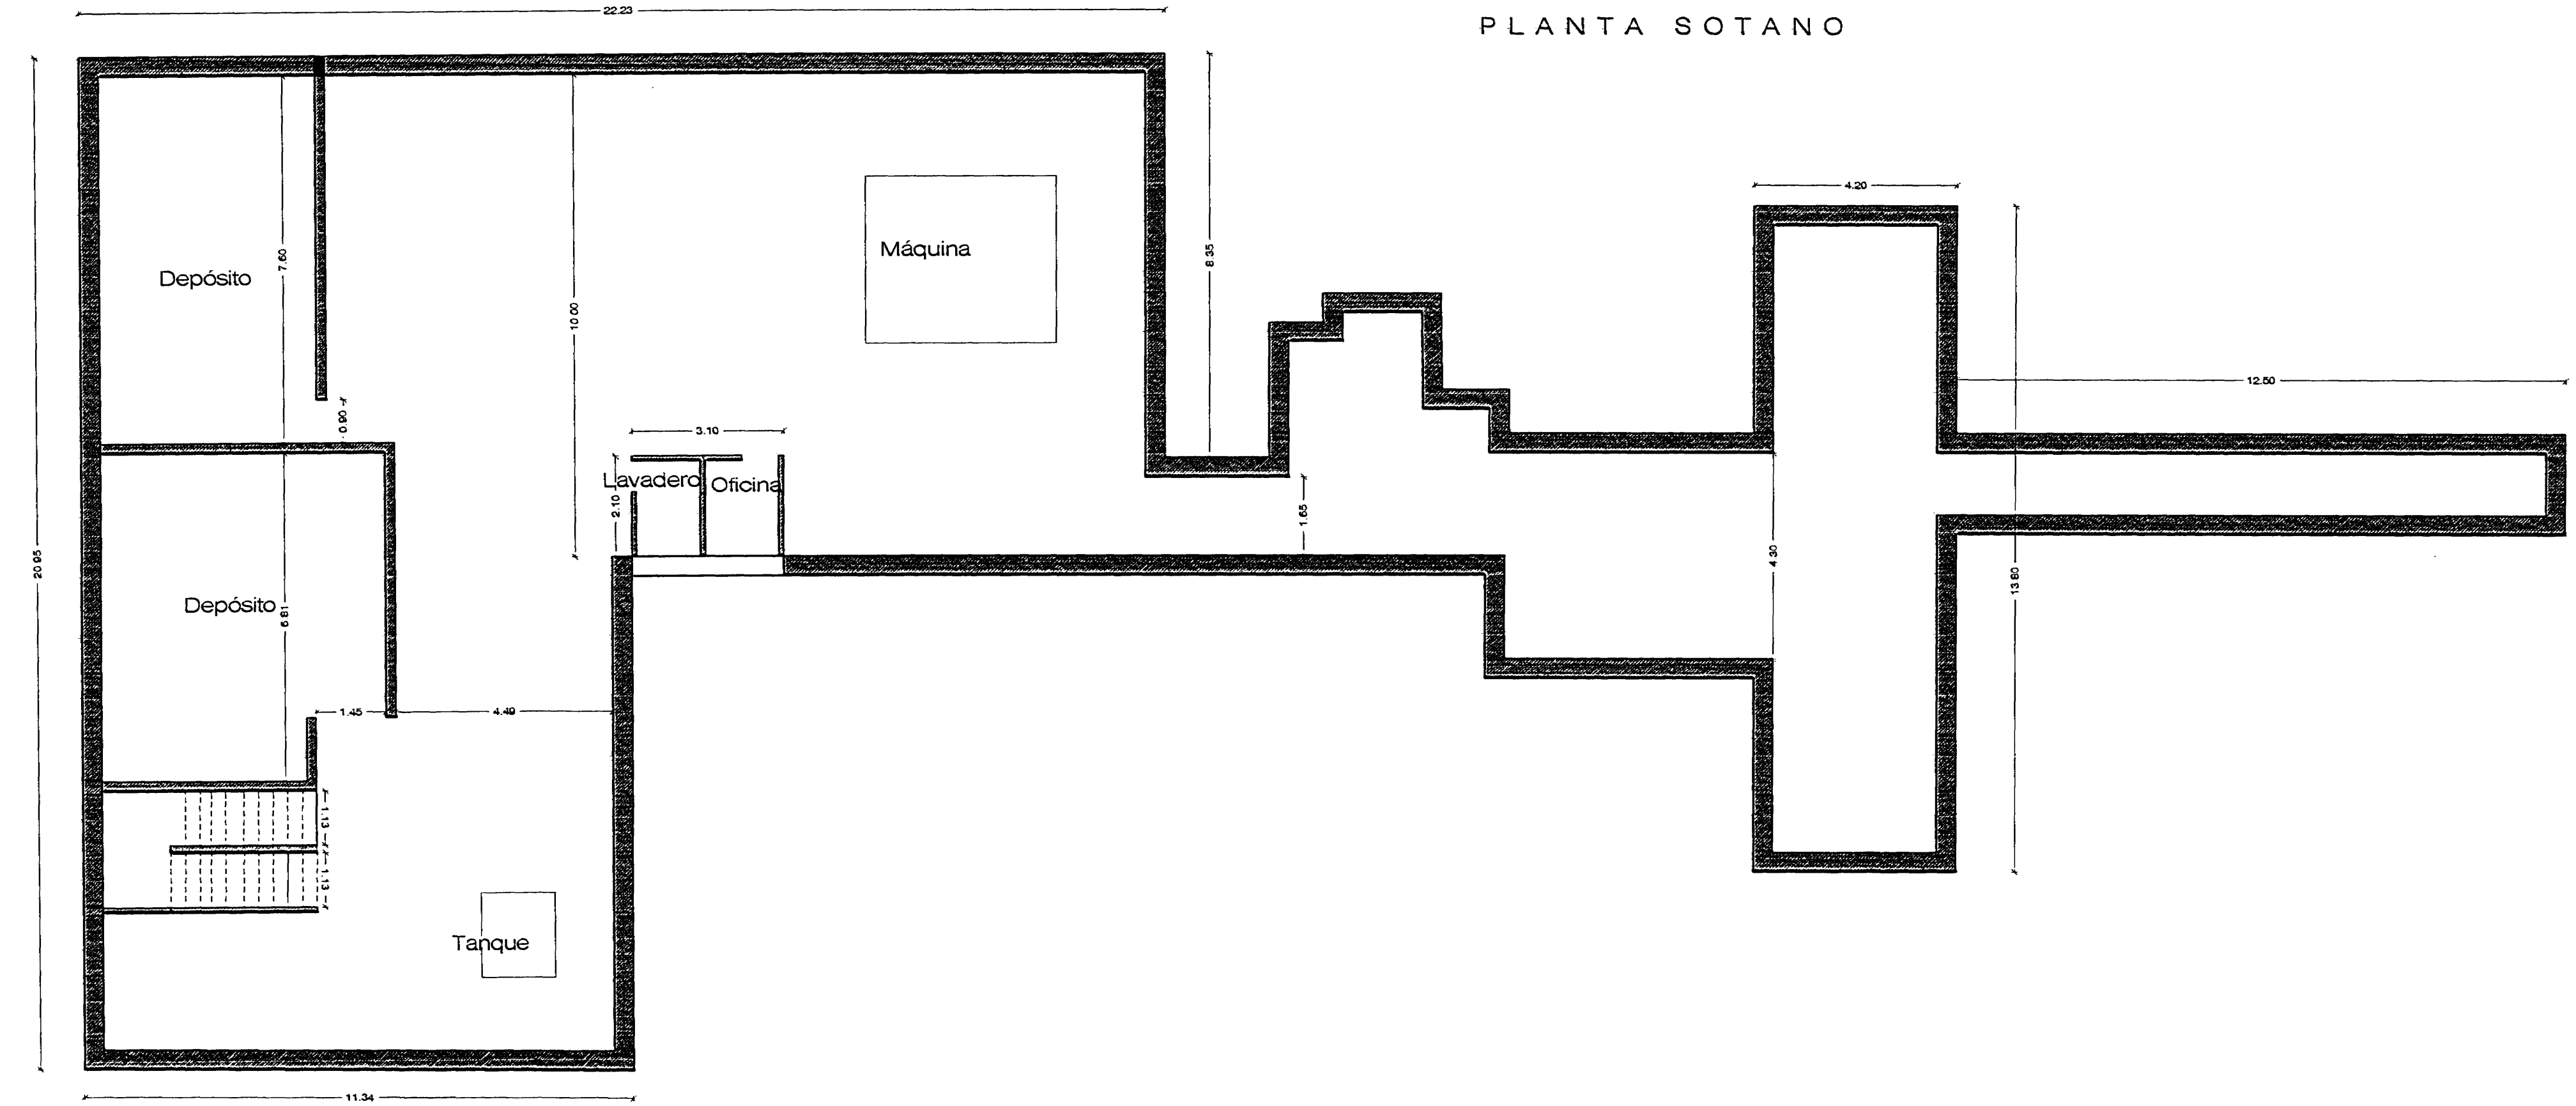 22.23
PLANTA SOTANO
4.20
Máquina
8.35
7.60
Depósito
10.00
12.50
0.90
3.10
Lavadero
Oficina
2.10
1.65
4.30
20.95
13.80
Depósito
6.81
1.45
4.49
1.13
1.13
Tanque
11.34